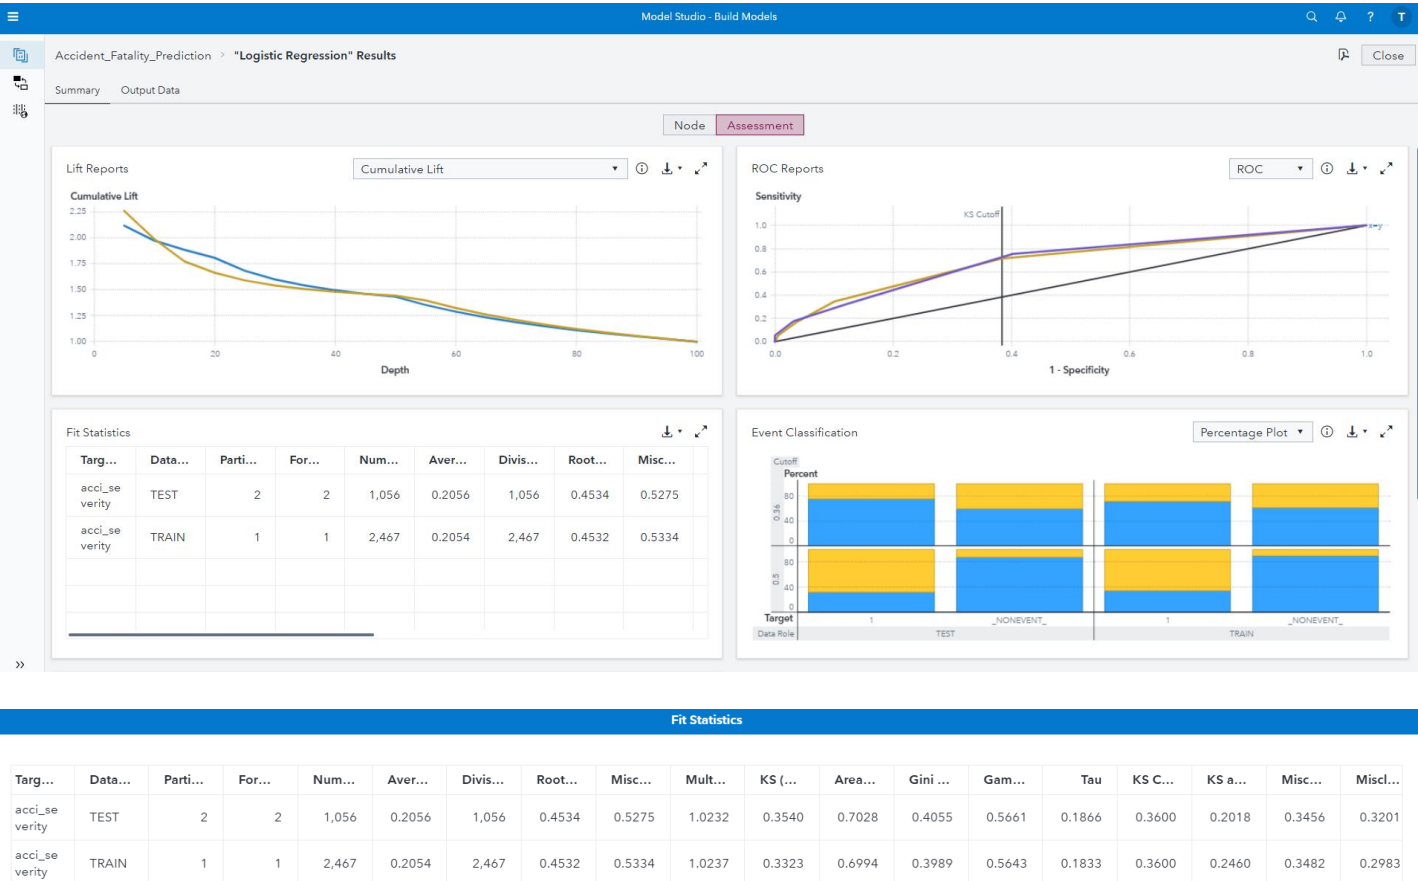 Model Studio - Build Models
? T
Accident_Fatality_Prediction > "Logistic Regression" Results
Close
Summary Output Data
Node Assessment
Lift Reports Cumulative Lift
Cumulative Lift
2.25
2.00
1.75
1.50
1.25
1.00
0 20 40 60 80 100
Depth
ROC Reports ROC
Sensitivity
KS Cutoff
1.0
x=y
0.8
0.6
0.4
0.2
0.0
0.0 0.2 0.4 0.6 0.8 1.0
1 - Specificity
Fit Statistics
Targ... Data... Parti... For... Num... Aver... Divis... Root... Misc...
acci_se
verity TEST 2 2 1,056 0.2056 1,056 0.4534 0.5275
acci_se
verity TRAIN 1 1 2,467 0.2054 2,467 0.4532 0.5334
Event Classification Percentage Plot
Cutoff
Percent
0.36
80
40
0
0.5
80
40
0
Target 1 _NONEVENT_ 1 _NONEVENT_
Data Role TEST TRAIN
Fit Statistics
Targ... Data... Parti... For... Num... Aver... Divis... Root... Misc... Mult... KS (... Area... Gini ... Gam... Tau KS C... KS a... Misc... Miscl...
acci_se
verity TEST 2 2 1,056 0.2056 1,056 0.4534 0.5275 1.0232 0.3540 0.7028 0.4055 0.5661 0.1866 0.3600 0.2018 0.3456 0.3201
acci_se
verity TRAIN 1 1 2,467 0.2054 2,467 0.4532 0.5334 1.0237 0.3323 0.6994 0.3989 0.5643 0.1833 0.3600 0.2460 0.3482 0.2983